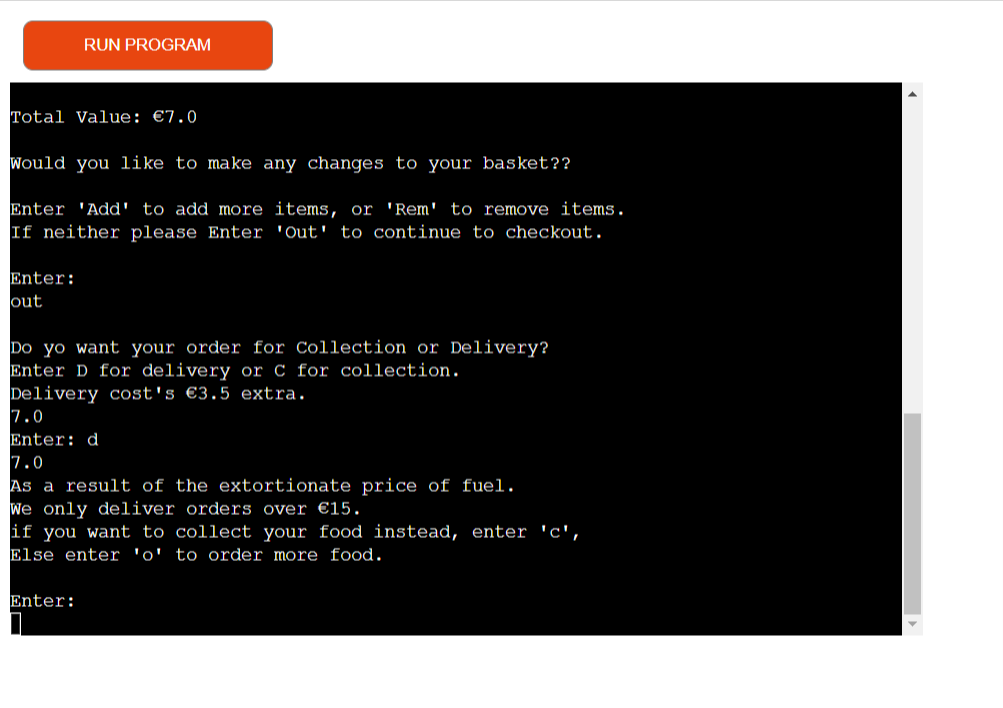 RUN PROGRAM
Total Value: €7.0
Would you like to make any changes to your basket??
Enter 'Add' to add more items, or 'Rem' to remove items.
If neither please Enter 'Out' to continue to checkout.
Enter:
out
Do yo want your order for Collection or Delivery?
Enter D for delivery or C for collection.
Delivery cost's €3.5 extra.
7.0
Enter: d
7.0
As a result of the extortionate price of fuel.
We only deliver orders over €15.
if you want to collect your food instead, enter 'c',
Else enter 'o' to order more food.
Enter: